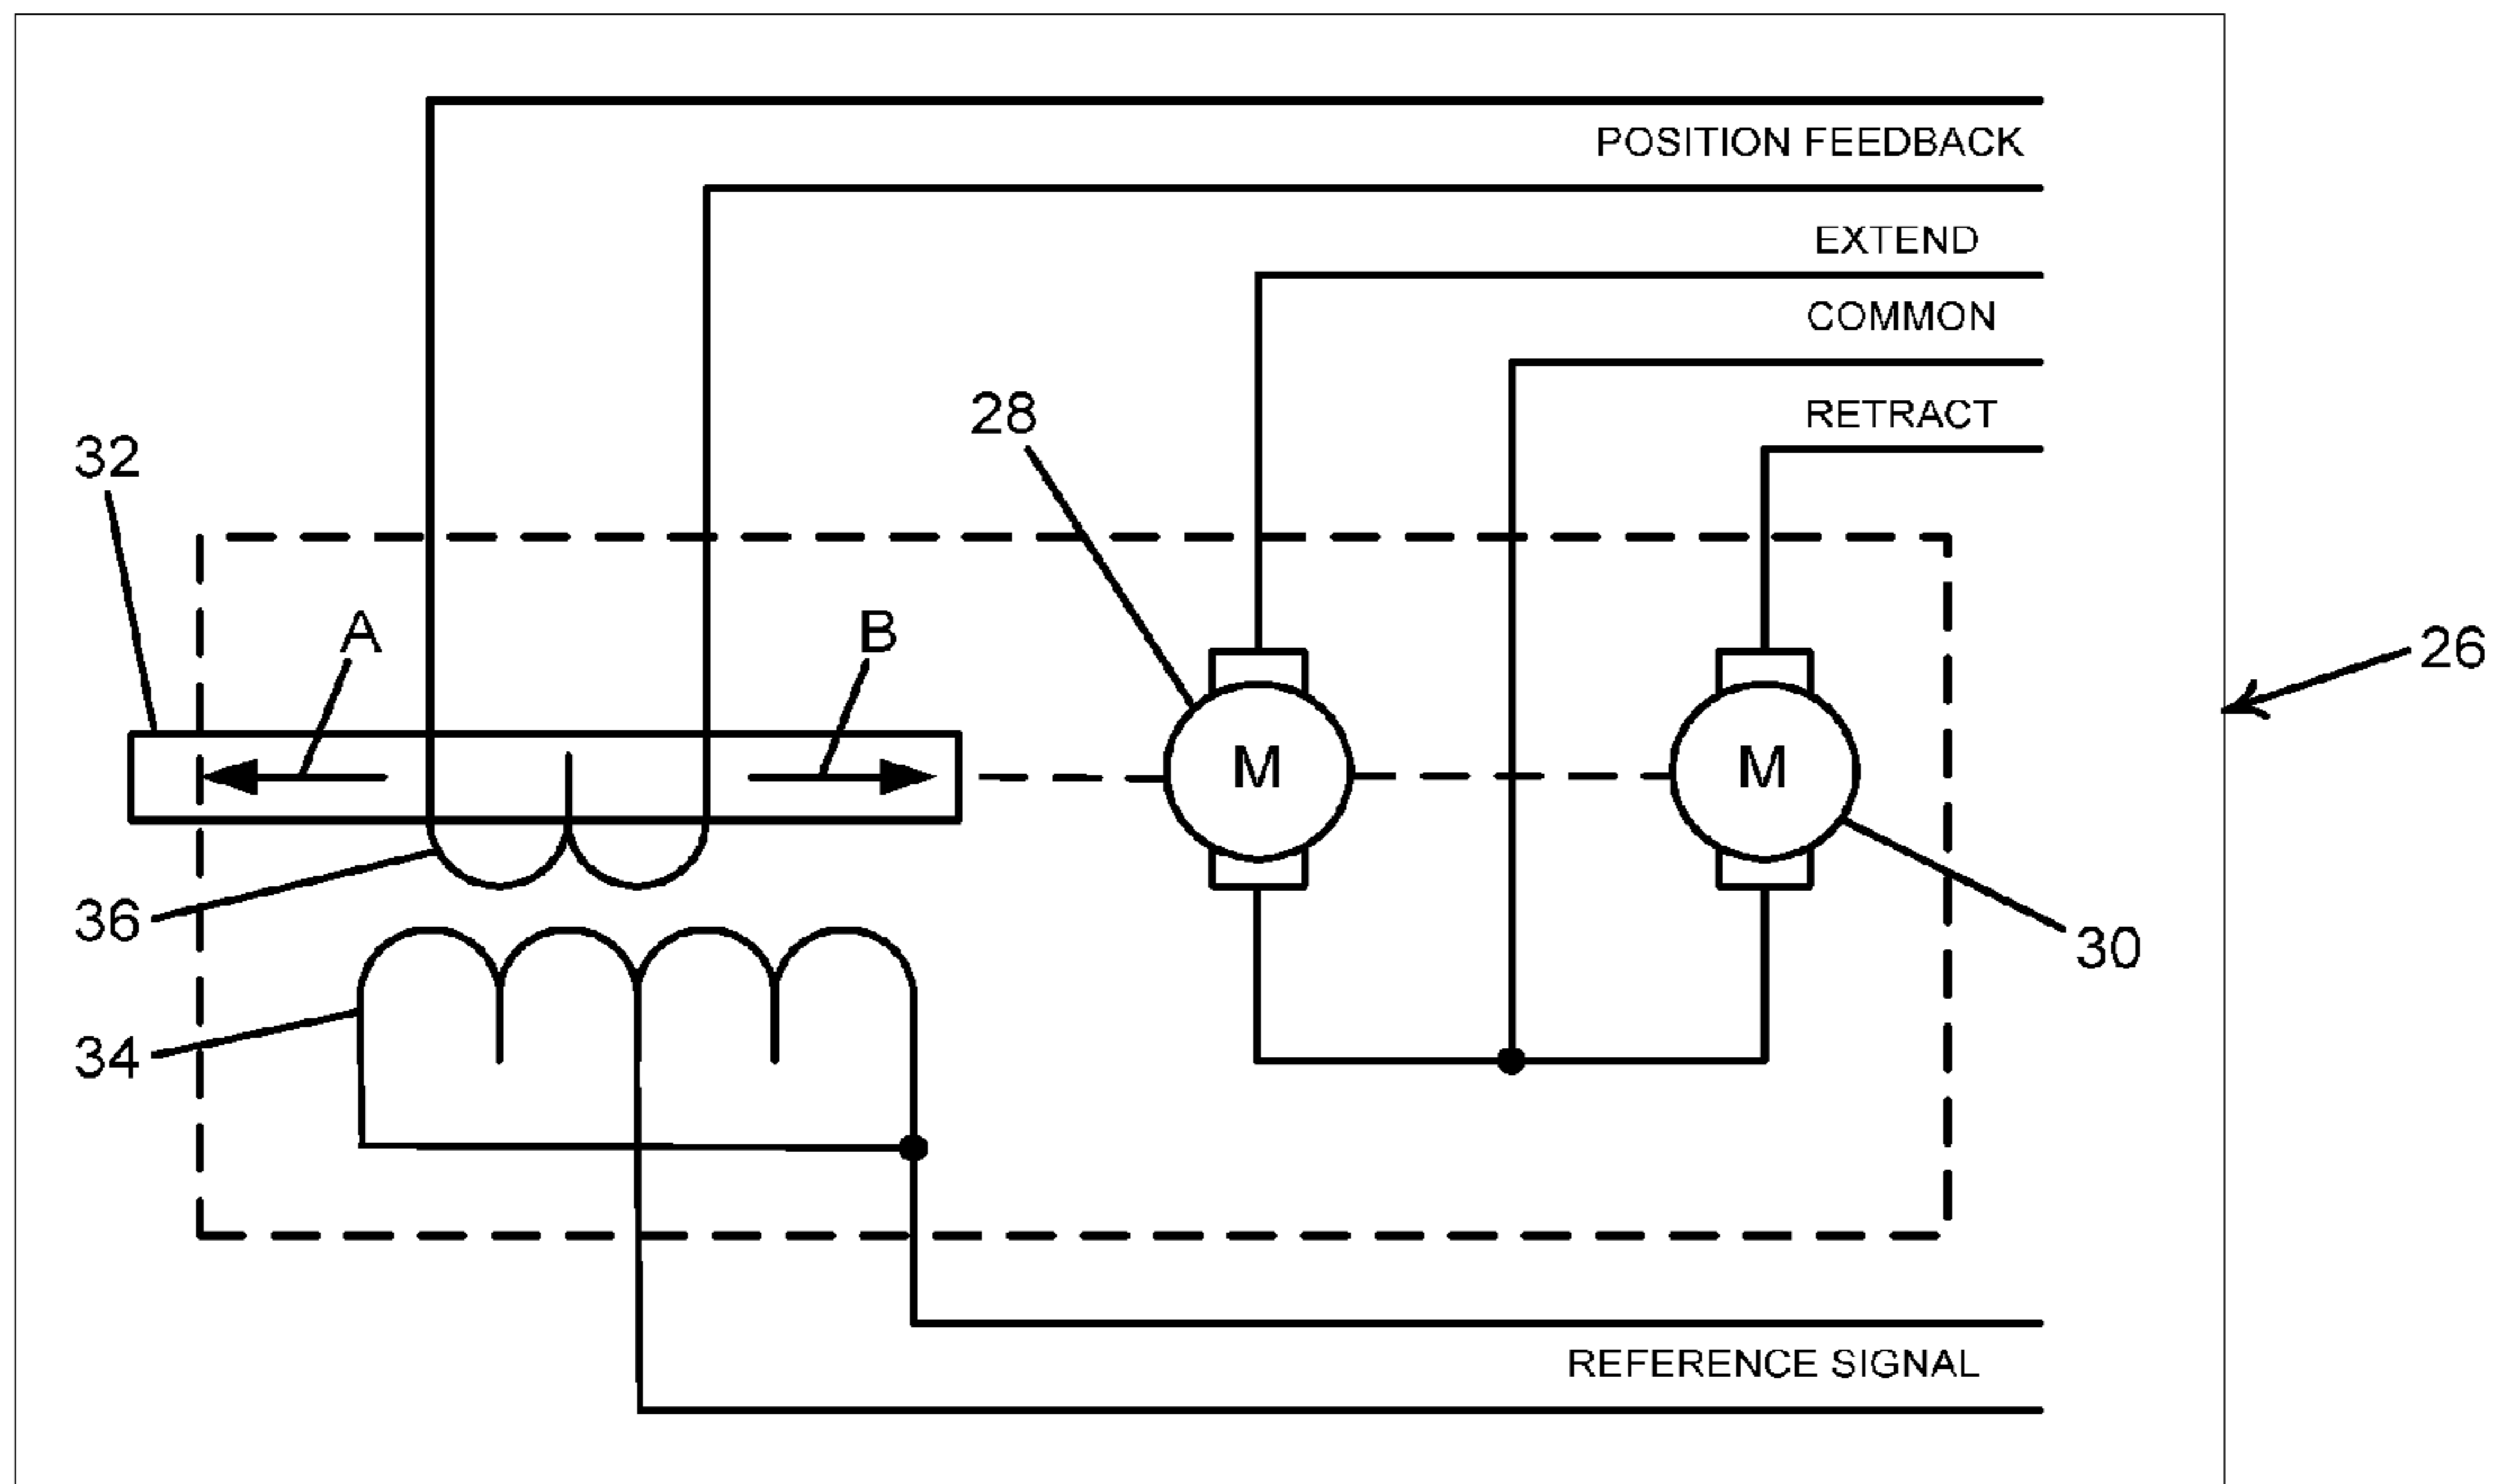 POSITION FEEDBACK
EXTEND
COMMON
RETRACT
28
32
A
B
26
M
M
36
30
34
REFERENCE SIGNAL